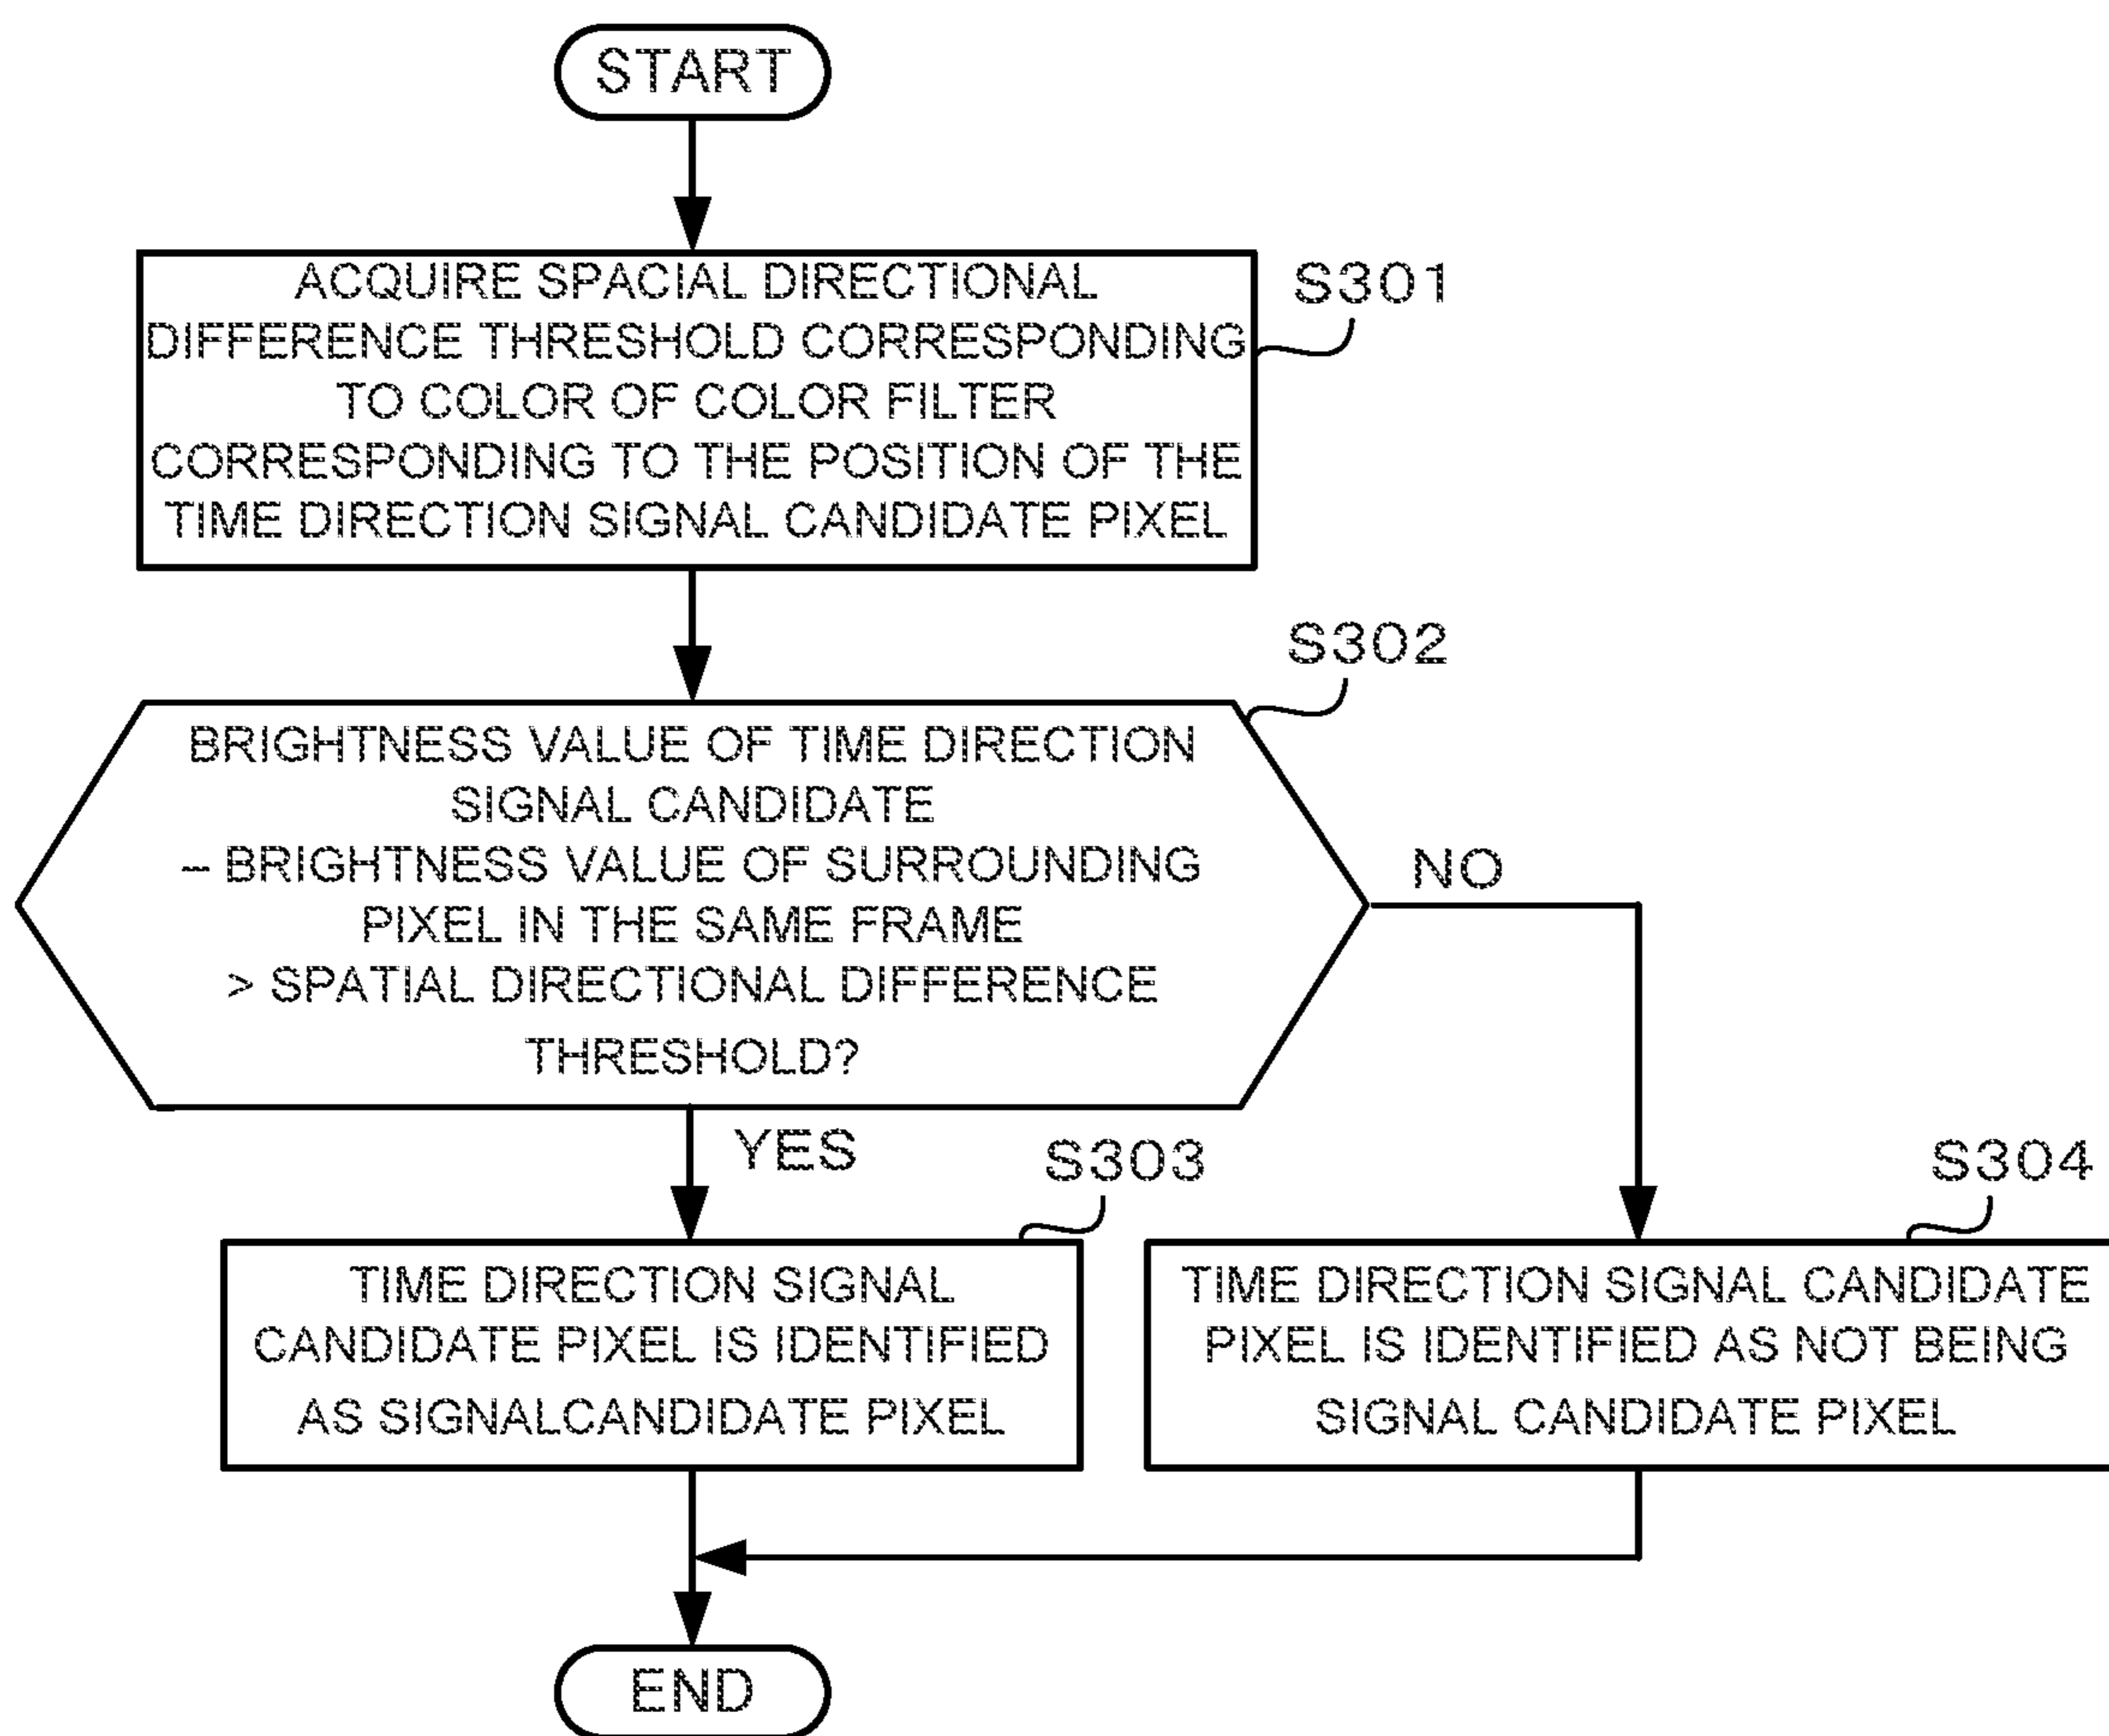 START
ACQUIRE SPACIAL DIRECTIONAL
DIFFERENCE THRESHOLD CORRESPONDING
TO COLOR OF COLOR FILTER
CORRESPONDING TO THE POSITION OF THE
TIME DIRECTION SIGNAL CANDIDATE PIXEL
S301
S302
BRIGHTNESS VALUE OF TIME DIRECTION
SIGNAL CANDIDATE
– BRIGHTNESS VALUE OF SURROUNDING
PIXEL IN THE SAME FRAME
> SPATIAL DIRECTIONAL DIFFERENCE
THRESHOLD?
NO
YES
S303
TIME DIRECTION SIGNAL
CANDIDATE PIXEL IS IDENTIFIED
AS SIGNALCANDIDATE PIXEL
S304
TIME DIRECTION SIGNAL CANDIDATE
PIXEL IS IDENTIFIED AS NOT BEING
SIGNAL CANDIDATE PIXEL
END